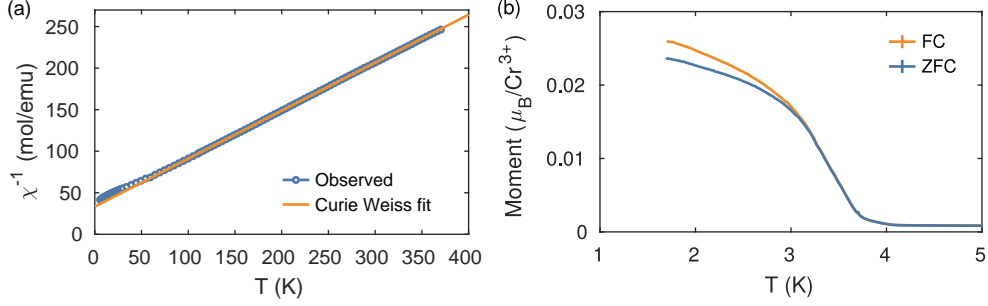 (a)
250
200
150
100
50
0
χ⁻¹ (mol/emu)
Observed
Curie Weiss fit
0 50 100 150 200 250 300 350 400
T (K)
(b)
0.03
0.02
0.01
0
Moment (μ_B/Cr³⁺)
FC
ZFC
1 2 3 4 5
T (K)